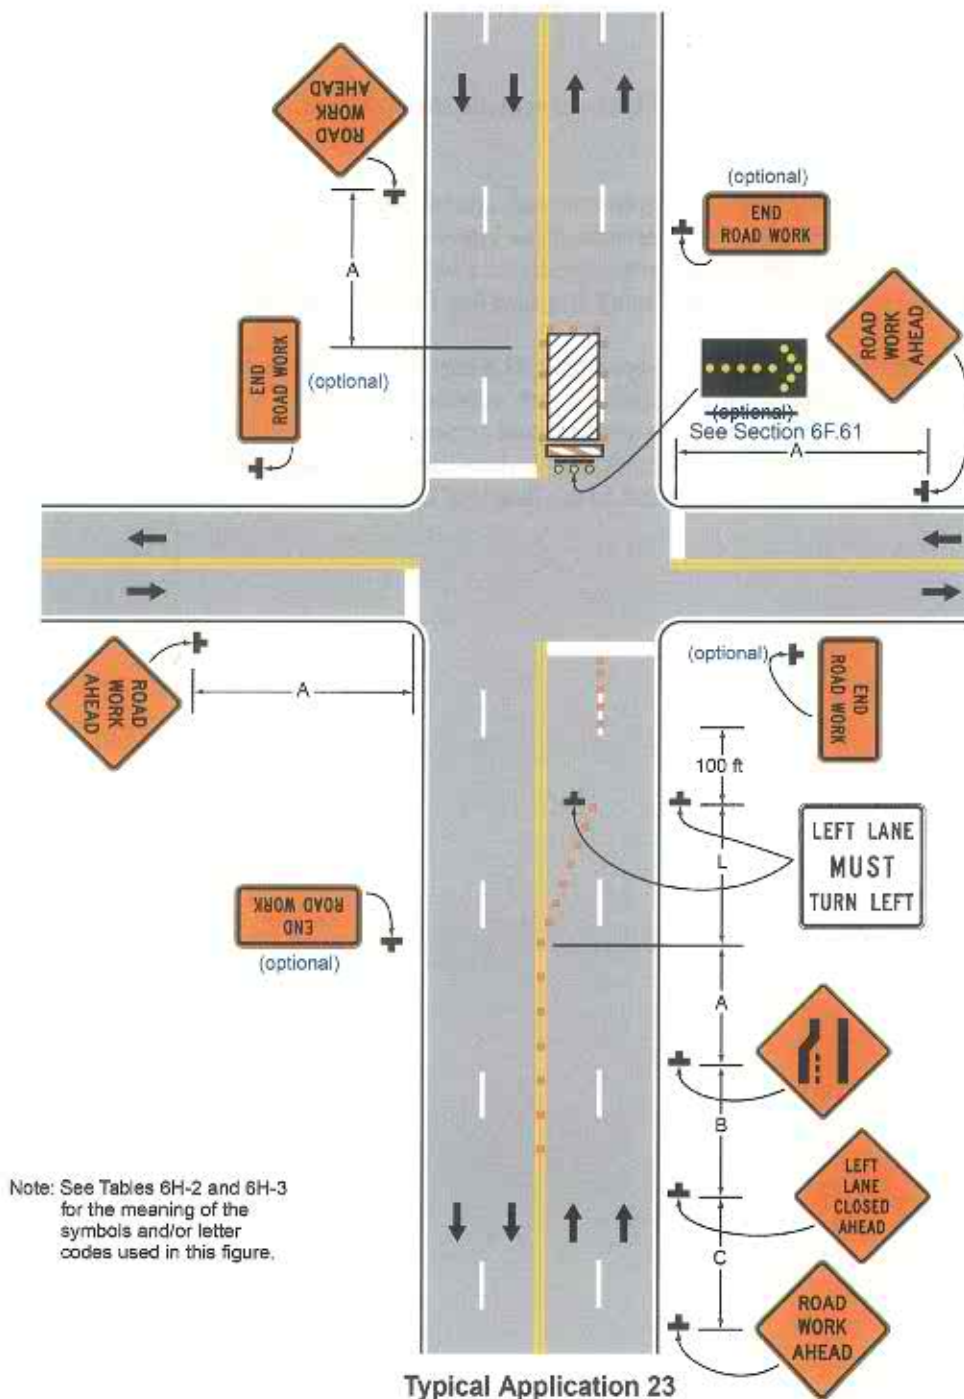 ROAD
WORK
AHEAD
(optional)
END
ROAD WORK
A
ROAD
WORK
AHEAD
END
ROAD WORK
(optional)
(optional)
See Section 6F.61
A
ROAD
WORK
AHEAD
A
(optional)
END
ROAD WORK
100 ft
LEFT LANE
MUST
TURN LEFT
L
END
ROAD WORK
(optional)
A
B
LEFT
LANE
CLOSED
AHEAD
Note: See Tables 6H-2 and 6H-3
for the meaning of the
symbols and/or letter
codes used in this figure.
C
ROAD
WORK
AHEAD
Typical Application 23